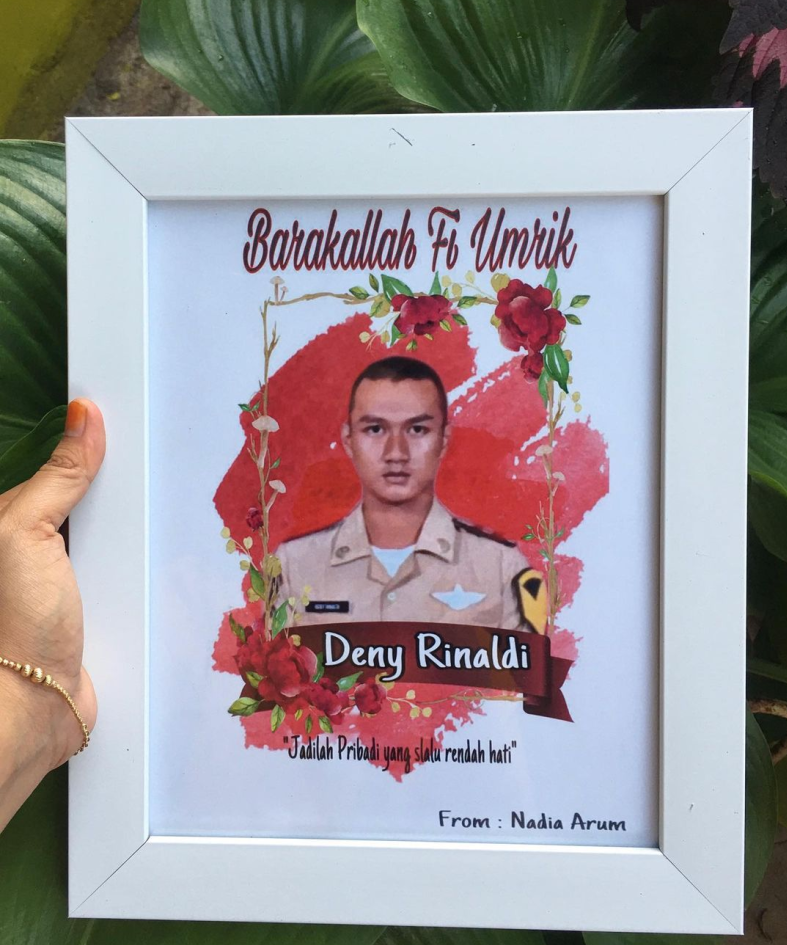 Barakallah Fi Umrik
Deny Rinaldi
"Jadilah Pribadi yang slalu rendah hati"
From : Nadia Arum